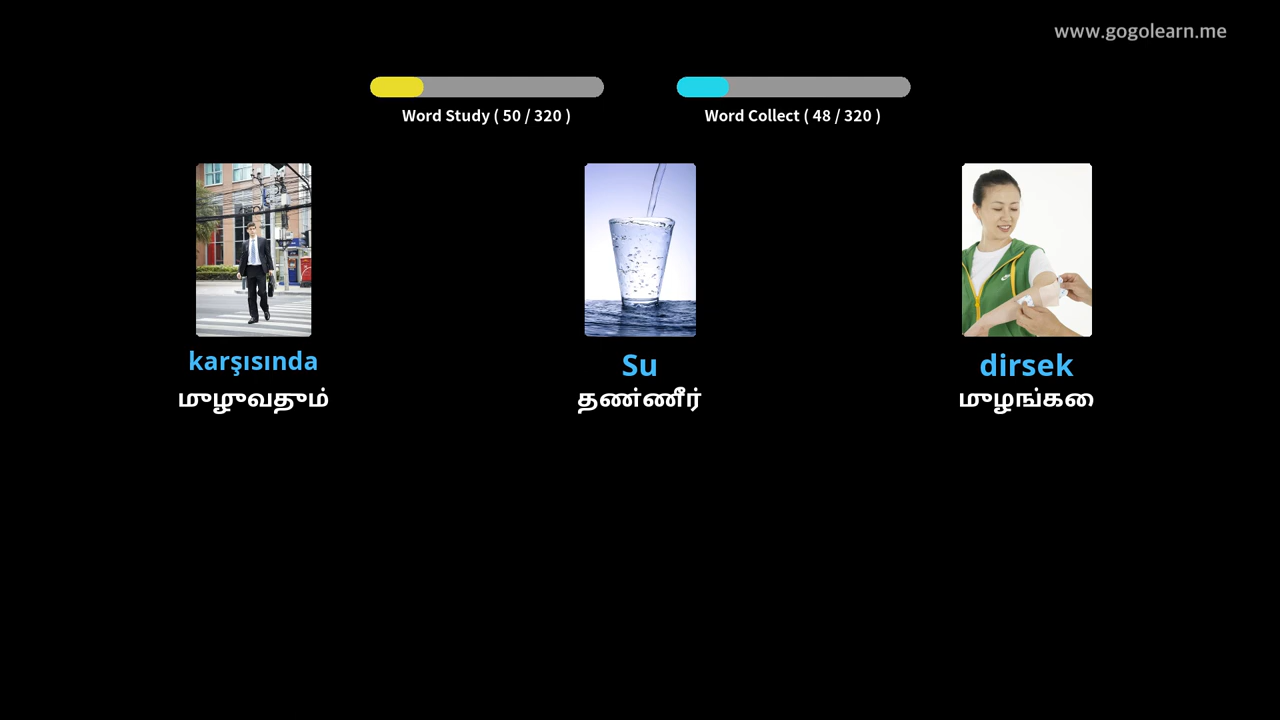 www.gogolearn.me
Word Study ( 50 / 320 )
Word Collect ( 48 / 320 )
karşısında
Su
dirsek
முழுவதும்
தண்ணீர்
முழங்கை